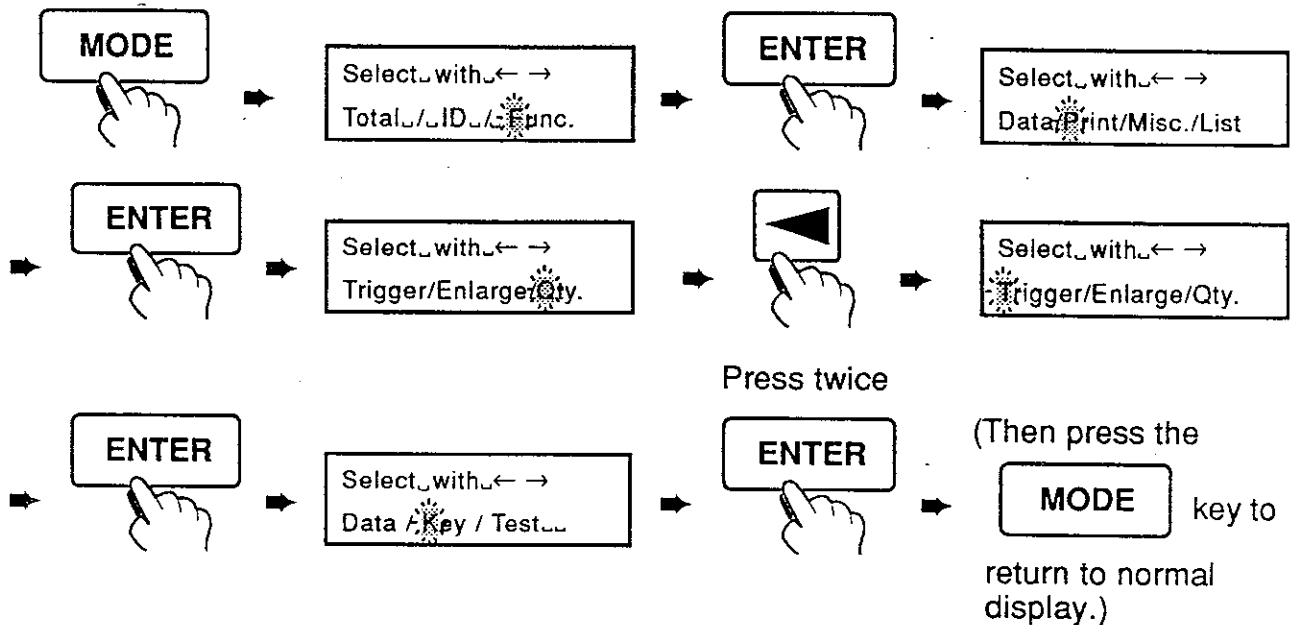 MODE
Select␣with␣← →
Total␣/␣ID␣/␣Func.
ENTER
Select␣with␣← →
Data/Print/Misc./List
ENTER
Select␣with␣← →
Trigger/Enlarge/Qty.
Select␣with␣← →
Trigger/Enlarge/Qty.
Press twice
ENTER
Select␣with␣← →
Data / Key / Test␣␣
ENTER
(Then press the
MODE key to
return to normal
display.)